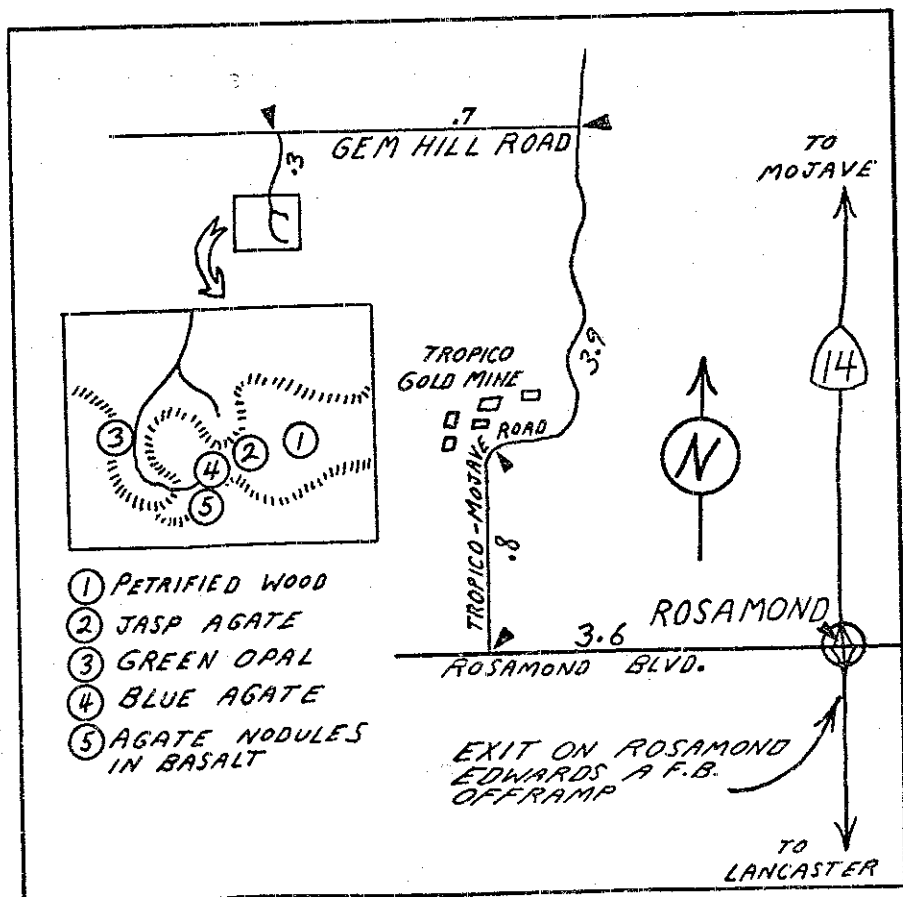 .7
GEM HILL ROAD
.3
TO
MOJAVE
14
3.9
TROPICO
GOLD MINE
TROPICO-MOJAVE ROAD
.8
N
3
4
2
1
5
1 PETRIFIED WOOD
2 JASP AGATE
3 GREEN OPAL
4 BLUE AGATE
5 AGATE NODULES
IN BASALT
ROSAMOND
3.6
ROSAMOND BLVD.
EXIT ON ROSAMOND
EDWARDS A F.B.
OFFRAMP
TO
LANCASTER